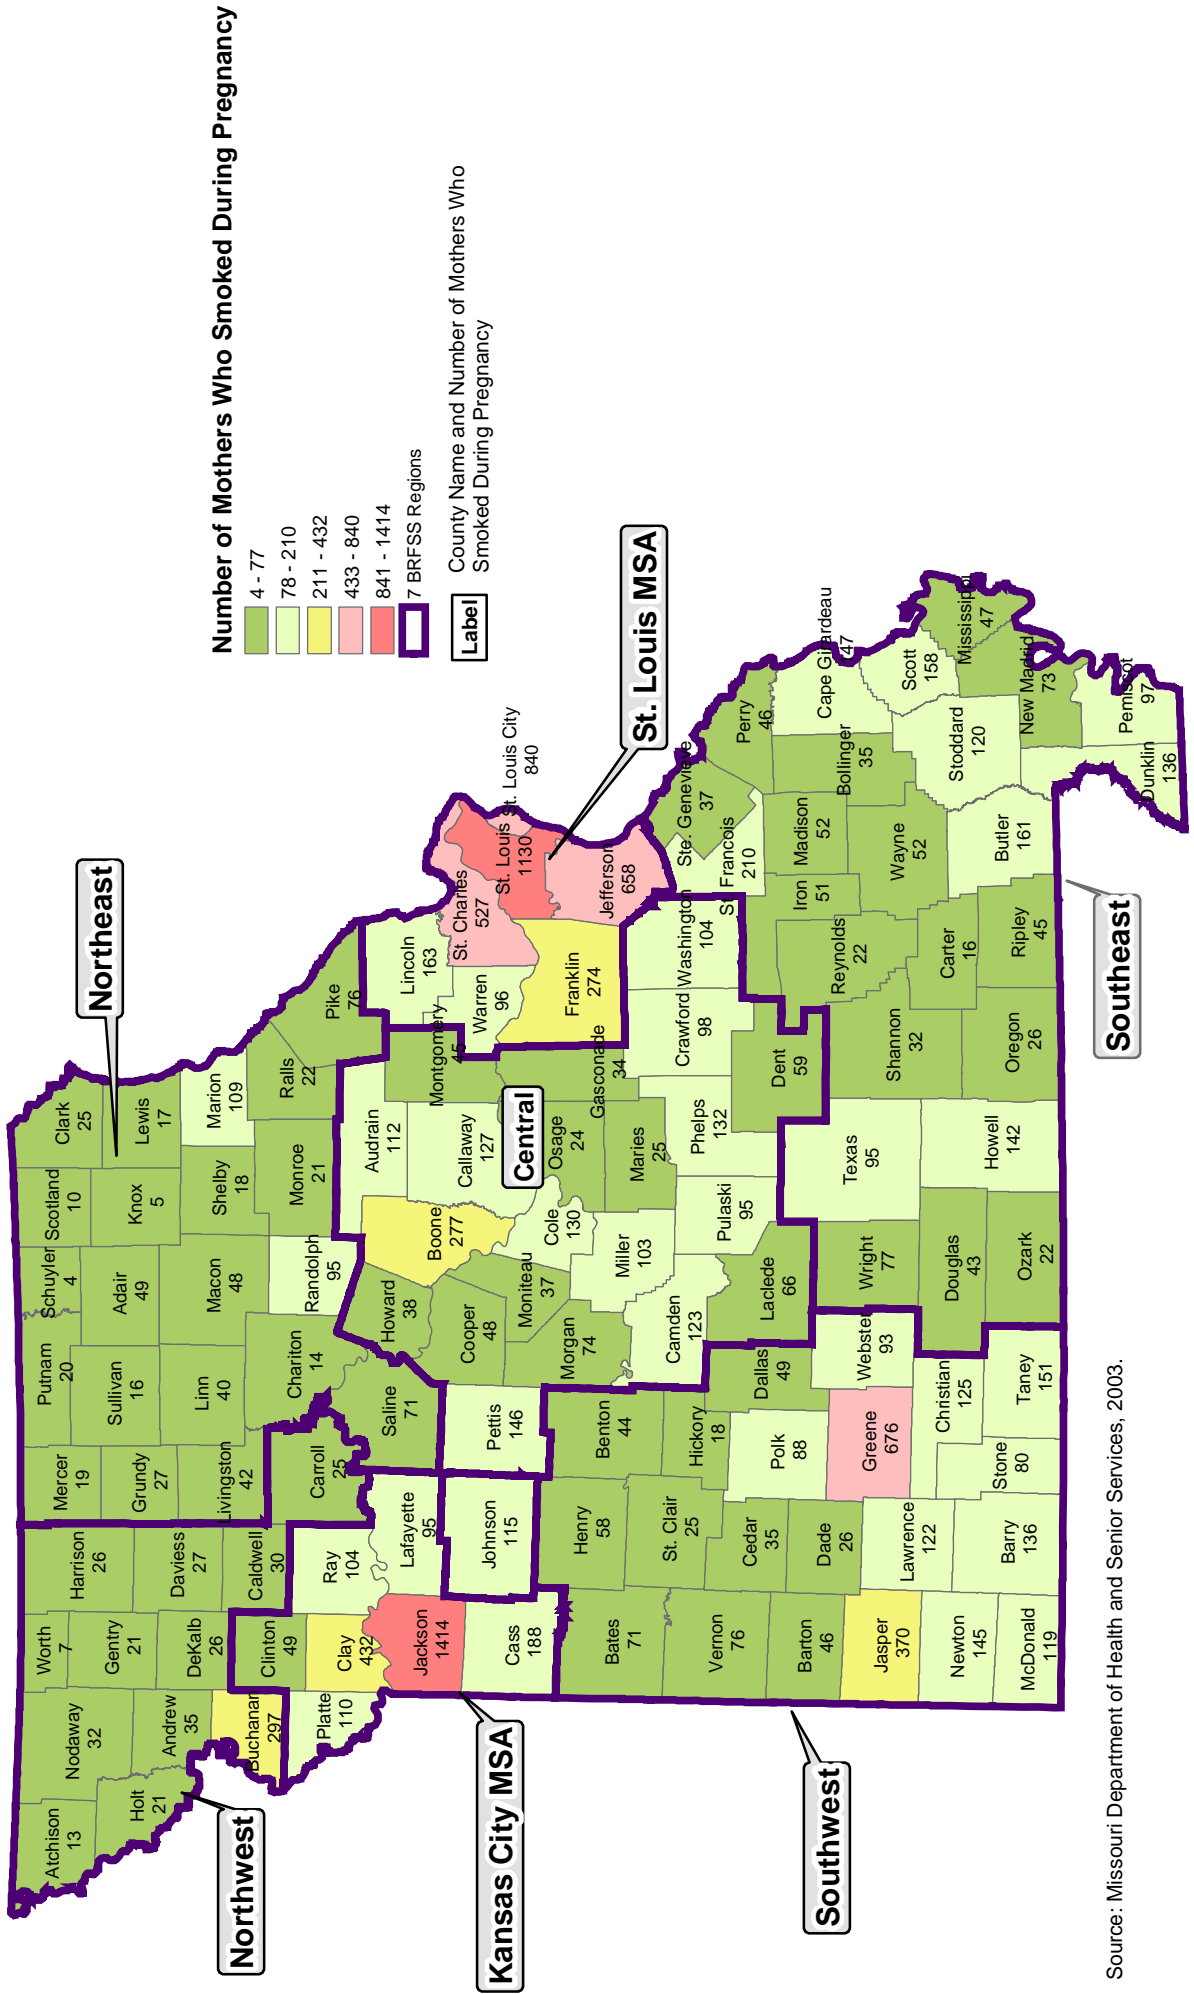 Number of Mothers Who Smoked During Pregnancy
4 - 77
78 - 210
211 - 432
433 - 840
841 - 1414
7 BRFSS Regions
Label
County Name and Number of Mothers Who
Smoked During Pregnancy
Northwest
Northeast
Kansas City MSA
Central
St. Louis MSA
Southwest
Southeast
Atchison
13
Nodaway
32
Worth
7
Harrison
26
Mercer
19
Putnam
20
Schuyler
4
Scotland
10
Clark
25
Holt
21
Andrew
35
Gentry
21
DeKalb
26
Daviess
27
Grundy
27
Sullivan
16
Adair
49
Knox
5
Lewis
17
Buchanan
297
Clinton
49
Caldwell
30
Livingston
42
Linn
40
Macon
48
Shelby
18
Marion
109
Platte
110
Clay
432
Ray
104
Carroll
25
Chariton
14
Randolph
95
Monroe
21
Ralls
22
Pike
76
Jackson
1414
Lafayette
95
Saline
71
Howard
38
Boone
277
Audrain
112
Montgomery
45
Lincoln
163
St. Charles
527
St. Louis
1130
St. Louis City
840
Cass
188
Johnson
115
Pettis
146
Cooper
48
Moniteau
37
Cole
130
Callaway
127
Osage
24
Gasconade
34
Warren
96
Franklin
274
Jefferson
658
Bates
71
Henry
58
Benton
44
Morgan
74
Miller
103
Maries
25
Camden
123
Pulaski
95
Phelps
132
Crawford
98
Washington
104
Ste. Genevieve
37
St. Francois
210
Perry
46
Vernon
76
St. Clair
25
Hickory
18
Cedar
35
Polk
88
Dallas
49
Laclede
66
Dent
59
Iron
51
Madison
52
Bollinger
35
Cape Girardeau
147
Barton
46
Dade
26
Greene
676
Webster
93
Wright
77
Texas
95
Shannon
32
Reynolds
22
Wayne
52
Scott
158
Mississippi
47
Stoddard
120
New Madrid
73
Jasper
370
Lawrence
122
Christian
125
Douglas
43
Howell
142
Carter
16
Butler
161
Newton
145
Barry
136
Stone
80
Taney
151
Ozark
22
Oregon
26
Ripley
45
McDonald
119
Dunklin
136
Pemiscot
97
Source: Missouri Department of Health and Senior Services, 2003.